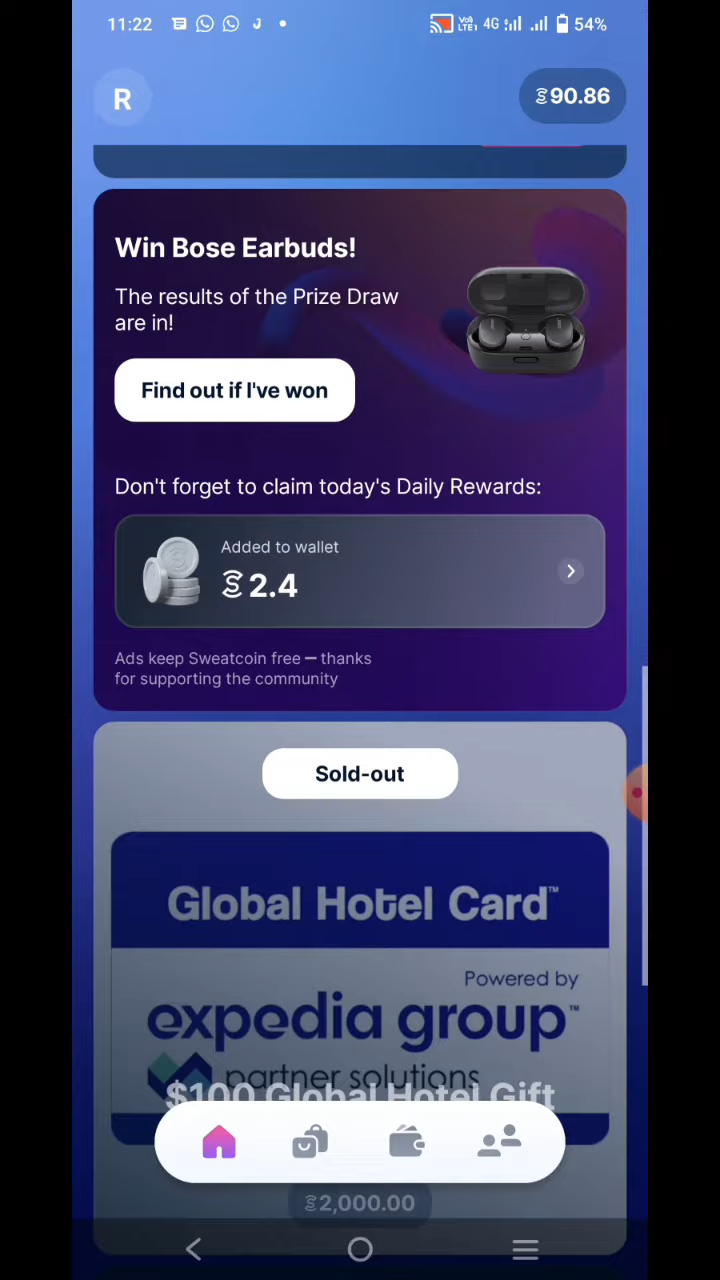 11:22 VoLTE1 4G 54%
R
90.86
Win Bose Earbuds!
The results of the Prize Draw
are in!
Find out if I've won
Don't forget to claim today's Daily Rewards:
Added to wallet
2.4
Ads keep Sweatcoin free — thanks
for supporting the community
Sold-out
Global Hotel Card™
Powered by
expedia group™
partner solutions
$100 Global Hotel Gift
2,000.00